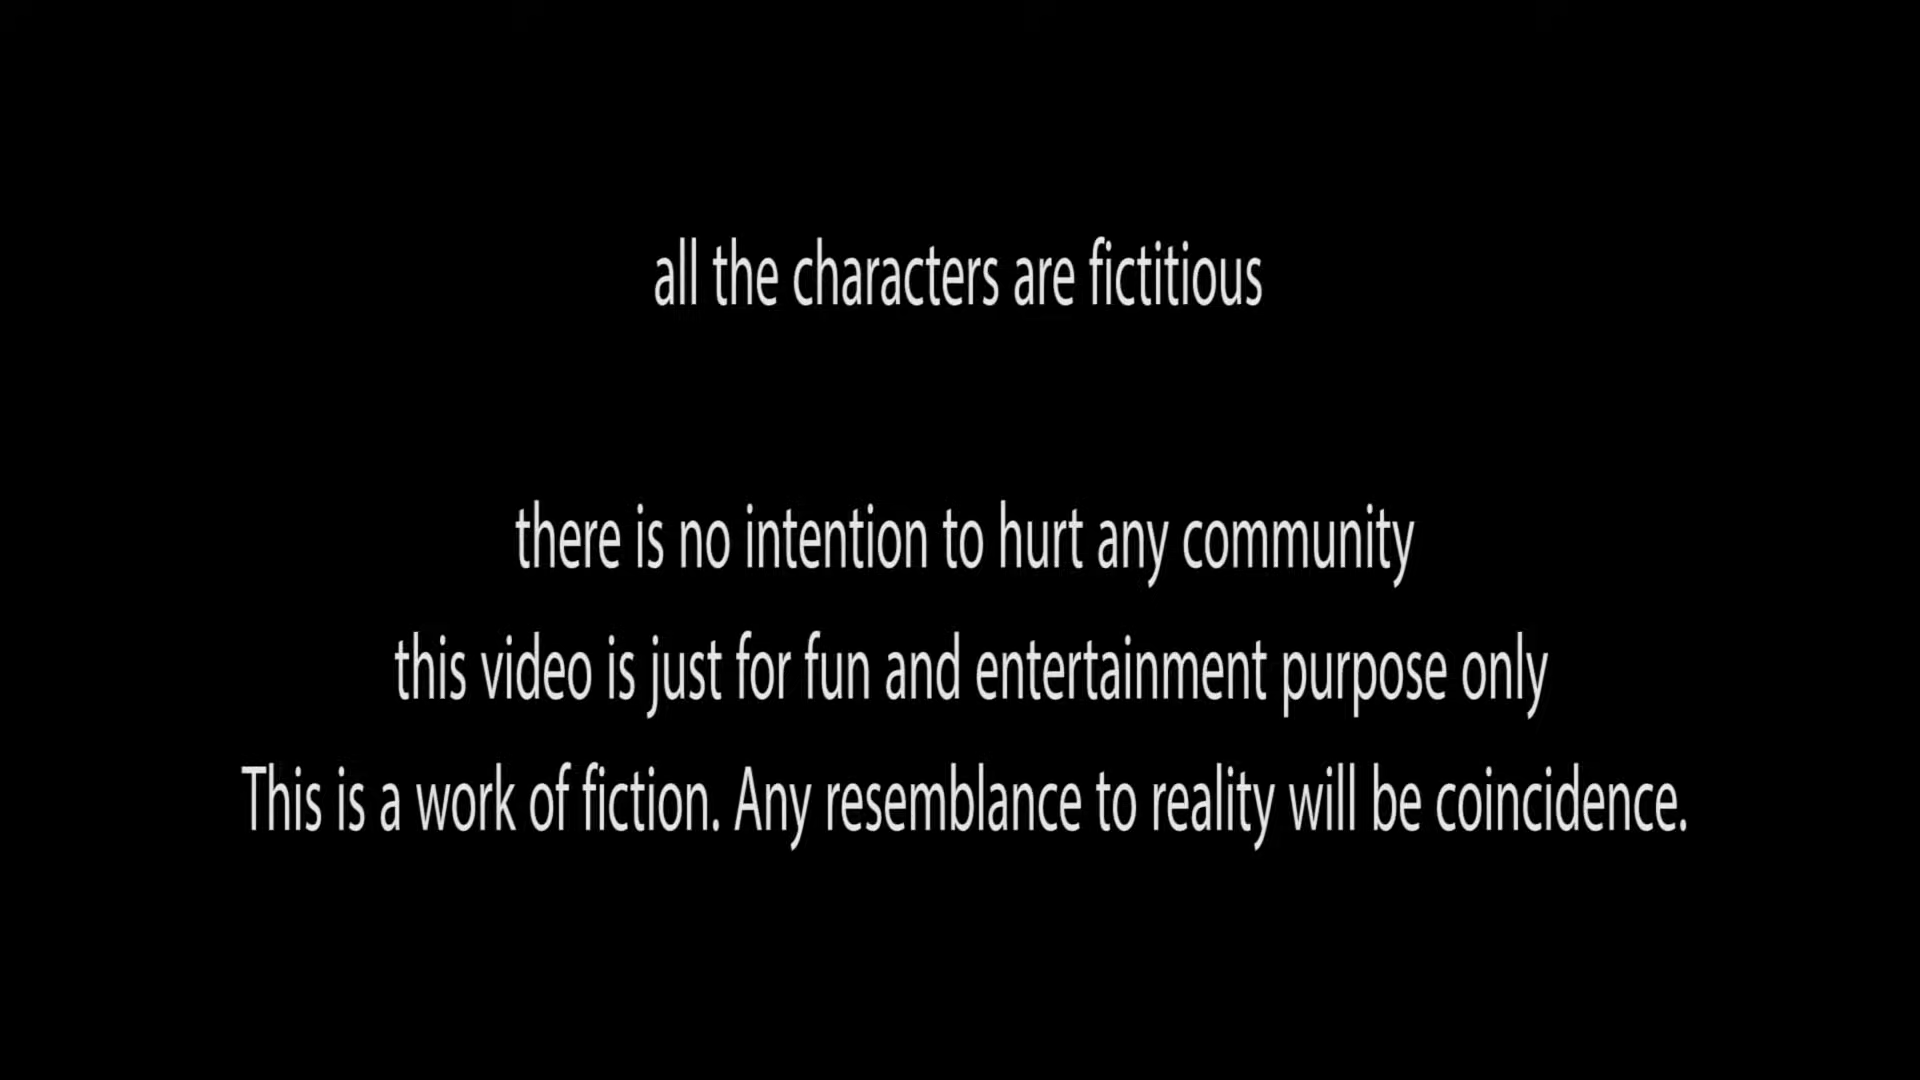 all the characters are fictitious
there is no intention to hurt any community
this video is just for fun and entertainment purpose only
This is a work of fiction. Any resemblance to reality will be coincidence.